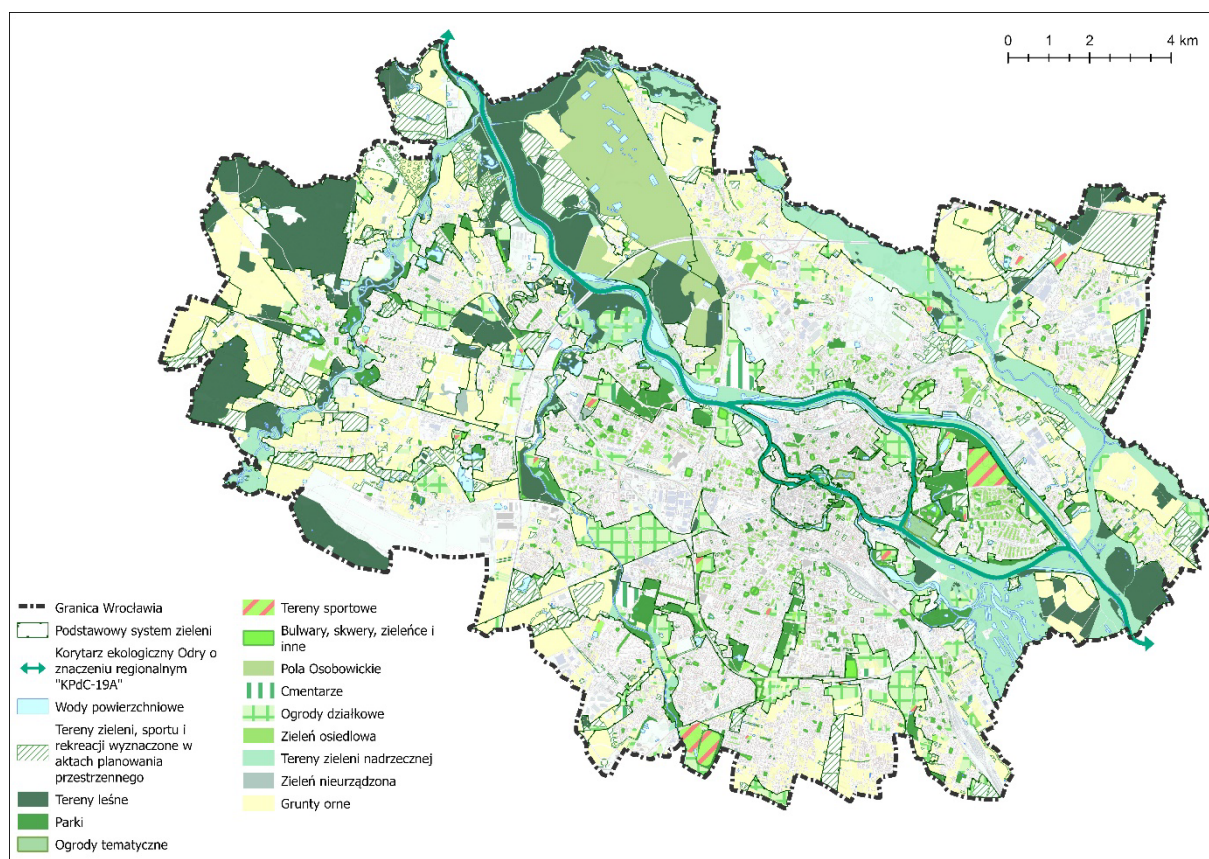 0 1 2 4 km
Granica Wrocławia
Podstawowy system zieleni
Korytarz ekologiczny Odry o
znaczeniu regionalnym
"KPdC-19A"
Wody powierzchniowe
Tereny zieleni, sportu i
rekreacji wyznaczone w
aktach planowania
przestrzennego
Tereny leśne
Parki
Ogrody tematyczne
Tereny sportowe
Bulwary, skwery, zieleńce i
inne
Pola Osobowickie
Cmentarze
Ogrody działkowe
Zieleń osiedlowa
Tereny zieleni nadrzecznej
Zieleń nieurządzona
Grunty orne